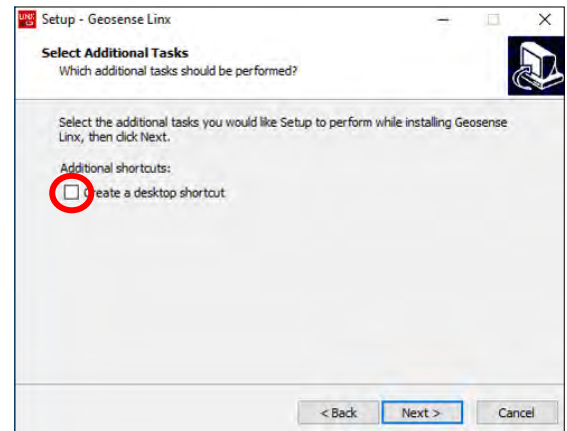 Setup - Geosense Linx
Select Additional Tasks
Which additional tasks should be performed?
Select the additional tasks you would like Setup to perform while installing Geosense
Linx, then click Next.
Additional shortcuts:
Create a desktop shortcut
< Back
Next >
Cancel